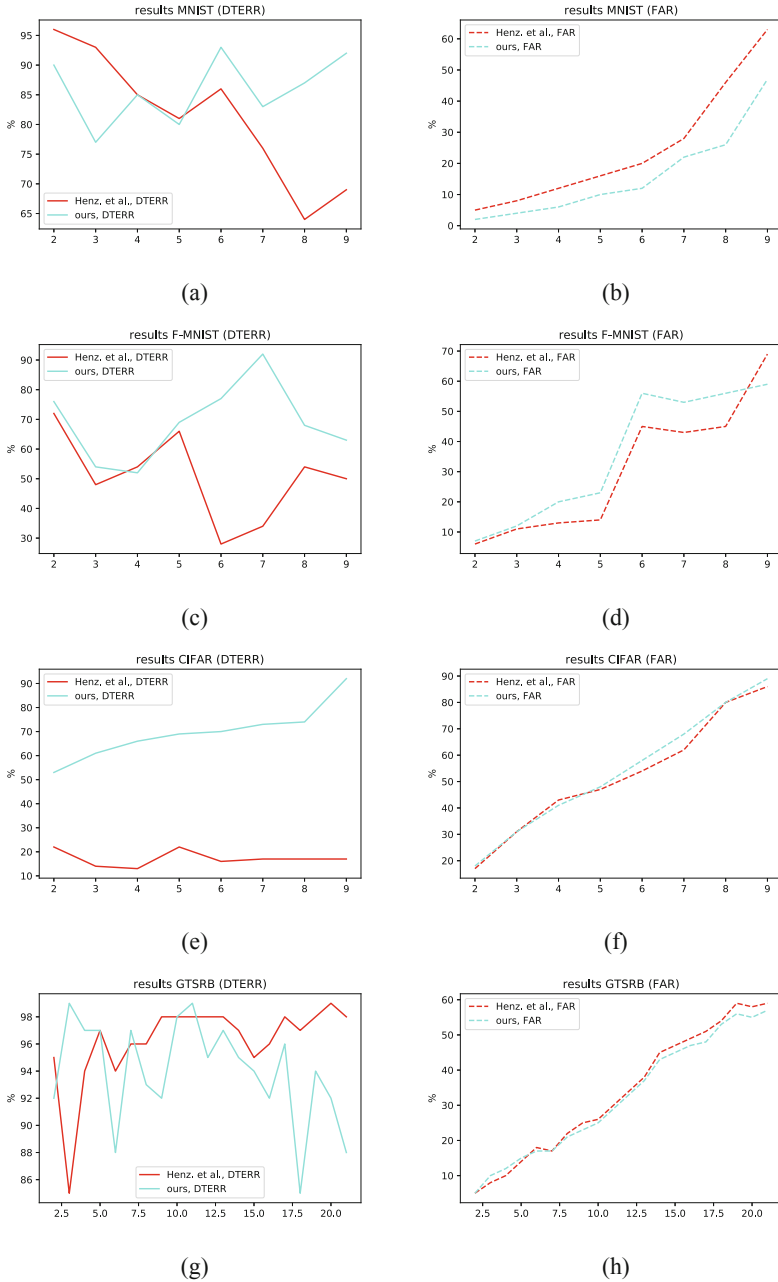 results MNIST (DTERR)
95
90
85
80
75
70
65
%
Henz. et al., DTERR
ours, DTERR
2 3 4 5 6 7 8 9
(a)
results MNIST (FAR)
60
50
40
30
20
10
0
%
Henz. et al., FAR
ours, FAR
2 3 4 5 6 7 8 9
(b)
results F-MNIST (DTERR)
90
80
70
60
50
40
30
%
Henz. et al., DTERR
ours, DTERR
2 3 4 5 6 7 8 9
(c)
results F-MNIST (FAR)
70
60
50
40
30
20
10
%
Henz. et al., FAR
ours, FAR
2 3 4 5 6 7 8 9
(d)
results CIFAR (DTERR)
90
80
70
60
50
40
30
20
10
%
Henz. et al., DTERR
ours, DTERR
2 3 4 5 6 7 8 9
(e)
results CIFAR (FAR)
90
80
70
60
50
40
30
20
%
Henz. et al., FAR
ours, FAR
2 3 4 5 6 7 8 9
(f)
results GTSRB (DTERR)
98
96
94
92
90
88
86
%
Henz. et al., DTERR
ours, DTERR
2.5 5.0 7.5 10.0 12.5 15.0 17.5 20.0
(g)
results GTSRB (FAR)
60
50
40
30
20
10
%
Henz. et al., FAR
ours, FAR
2.5 5.0 7.5 10.0 12.5 15.0 17.5 20.0
(h)